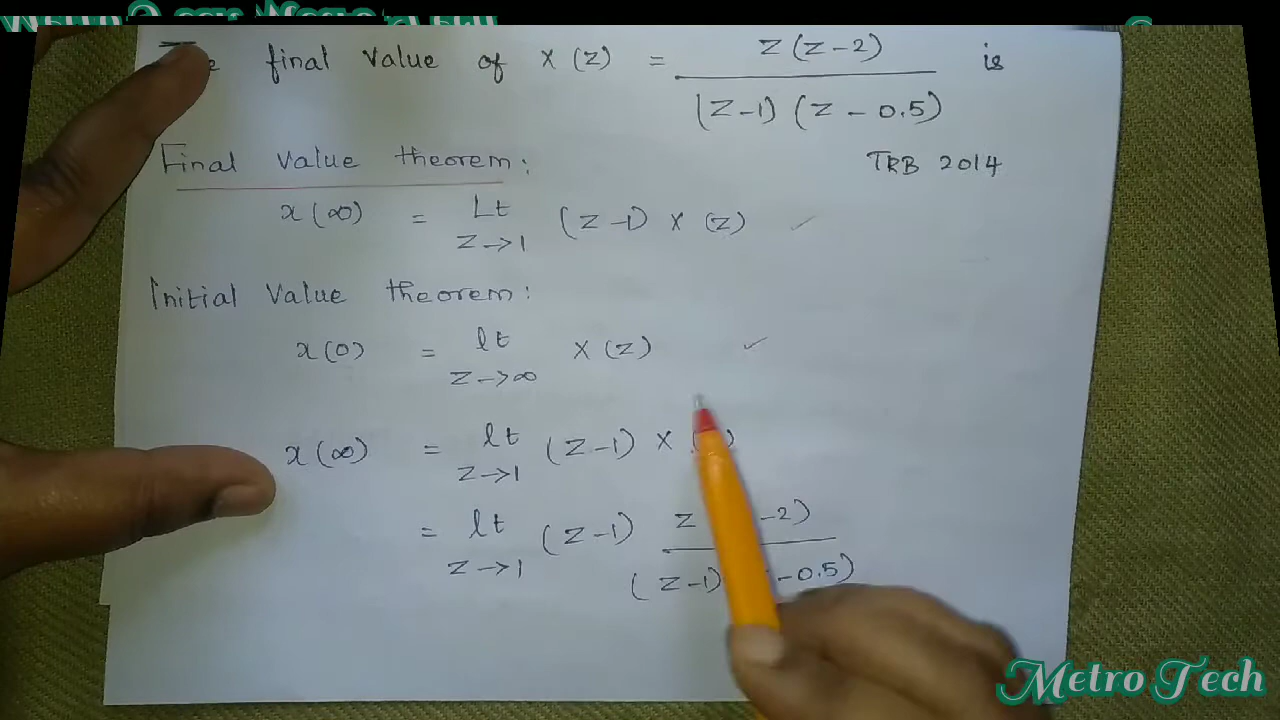 final value of X(z) = z(z-2) / (z-1)(z-0.5) is
TRB 2014
Final value theorem:
x(∞) = Lt z→1 (z-1) X(z) ✓
Initial value theorem:
x(0) = lt z→∞ X(z) ✓
x(∞) = lt z→1 (z-1) X
= lt z→1 (z-1) z -2) / (z-1) -0.5)
Metro Tech